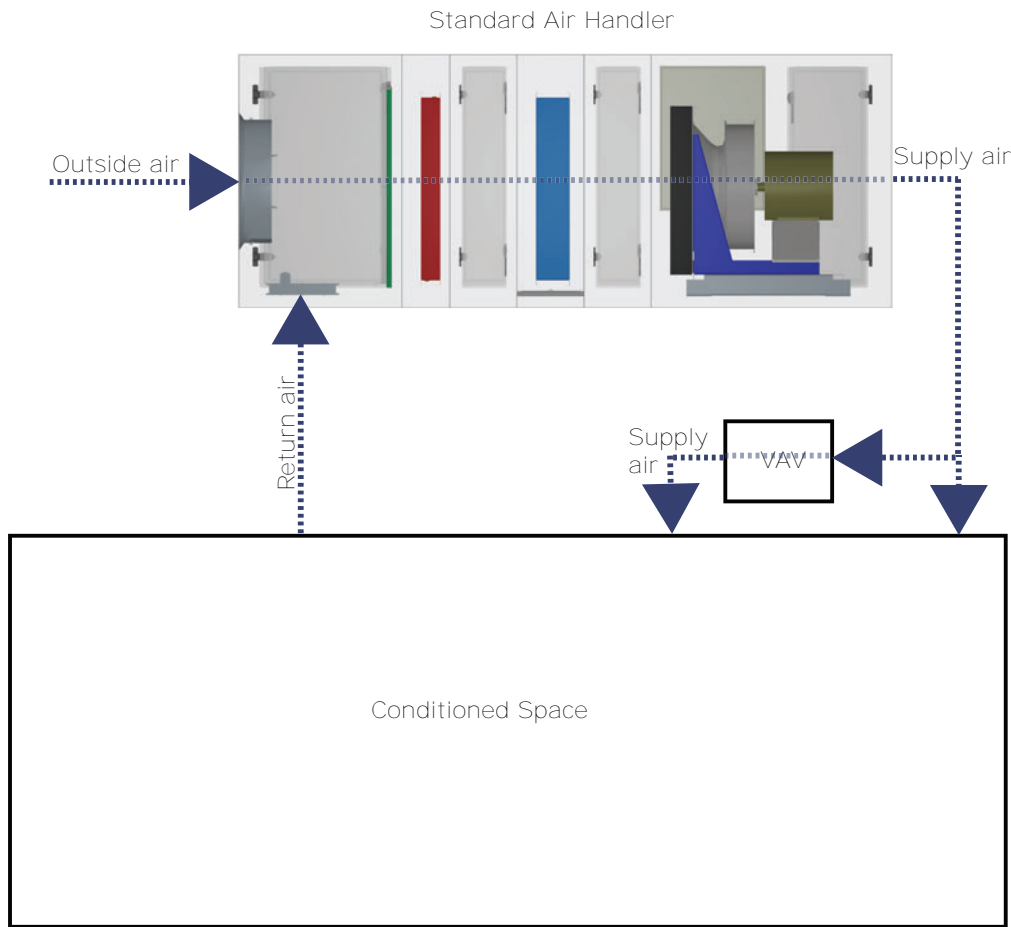 Standard Air Handler
Outside air
Supply air
Return air
Supply
air
VAV
Conditioned Space